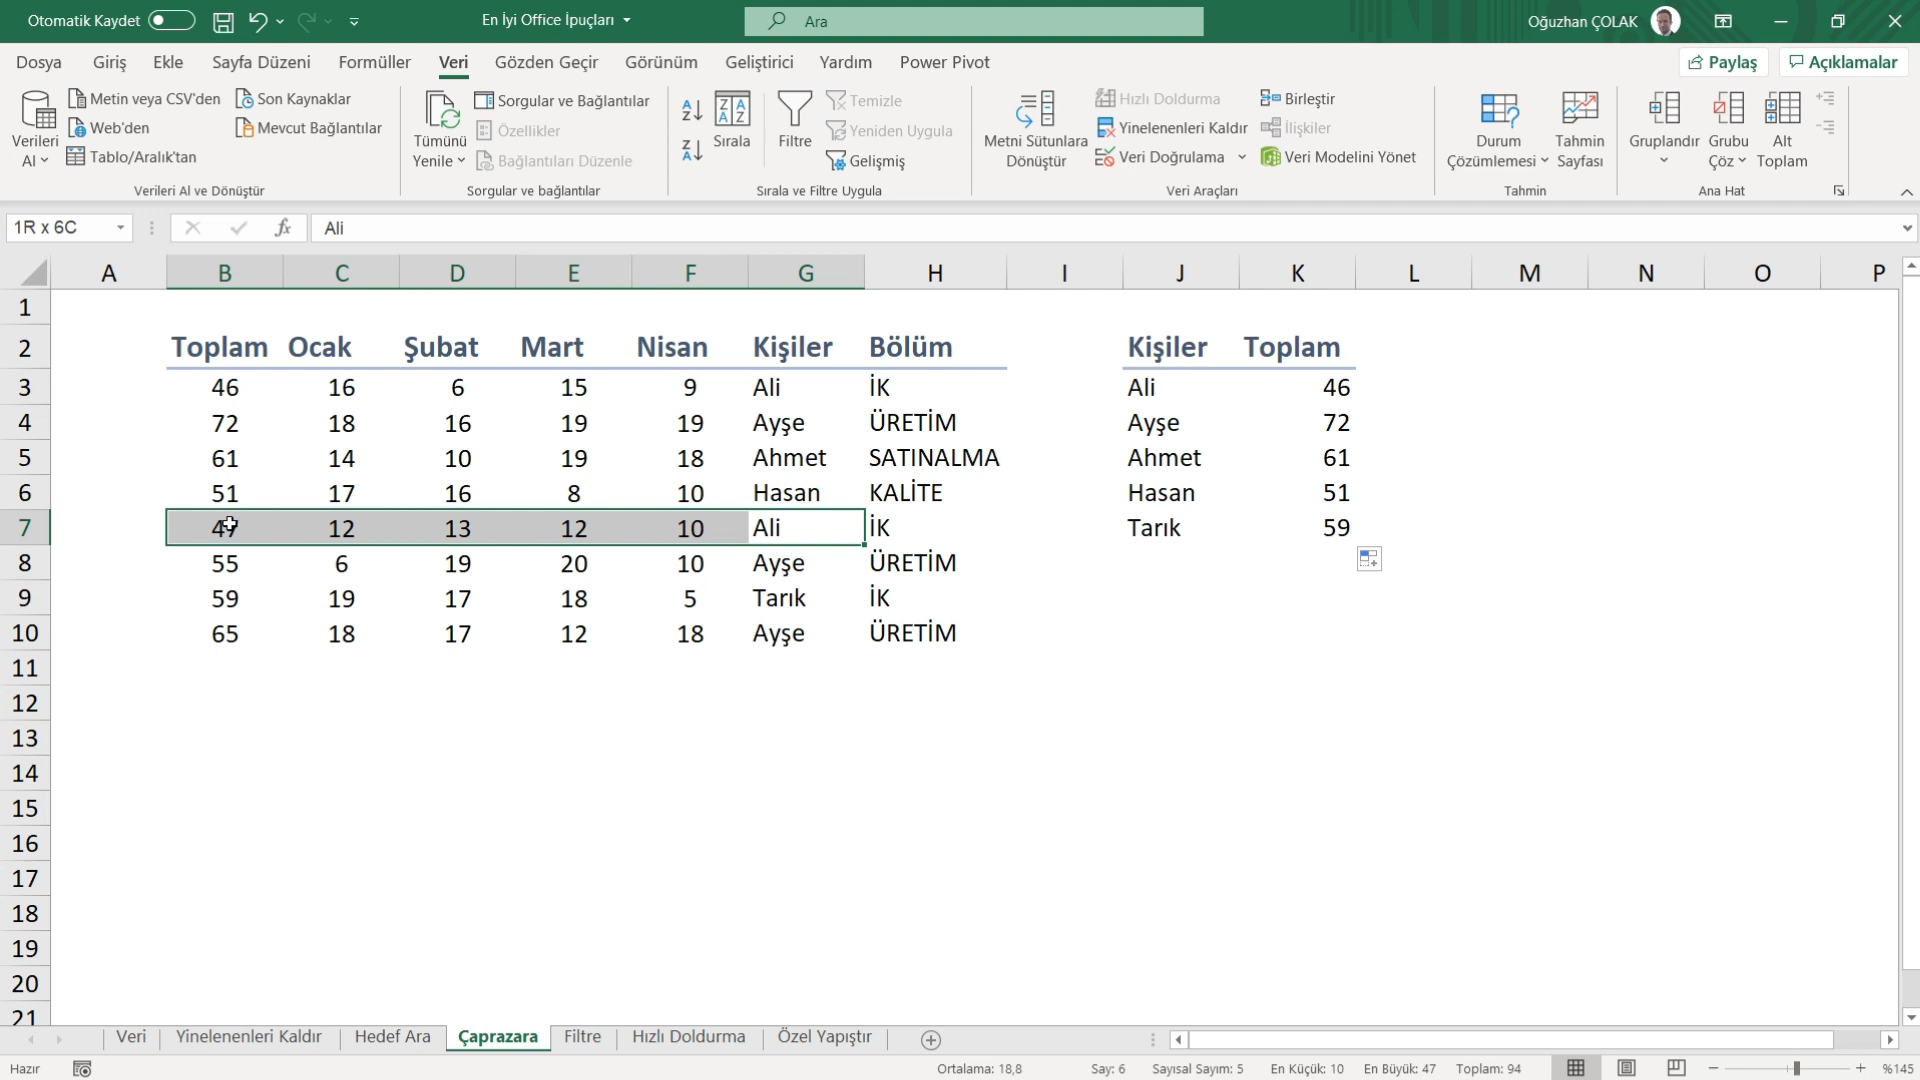 Otomatik Kaydet
En İyi Office İpuçları
Ara
Oğuzhan ÇOLAK
Dosya Giriş Ekle Sayfa Düzeni Formüller Veri Gözden Geçir Görünüm Geliştirici Yardım Power Pivot
Paylaş
Açıklamalar
Verileri Al
Metin veya CSV'den
Web'den
Tablo/Aralık'tan
Son Kaynaklar
Mevcut Bağlantılar
Verileri Al ve Dönüştür
Tümünü Yenile
Sorgular ve Bağlantılar
Özellikler
Bağlantıları Düzenle
Sorgular ve bağlantılar
Sırala
Filtre
Temizle
Yeniden Uygula
Gelişmiş
Sırala ve Filtre Uygula
Metni Sütunlara Dönüştür
Hızlı Doldurma
Yinelenenleri Kaldır
Veri Doğrulama
Birleştir
İlişkiler
Veri Modelini Yönet
Veri Araçları
Durum Çözümlemesi
Tahmin Sayfası
Tahmin
Gruplandır
Grubu Çöz
Alt Toplam
Ana Hat
1R x 6C
fx
Ali
A B C D E F G H I J K L M N O P
1
2 Toplam Ocak Şubat Mart Nisan Kişiler Bölüm Kişiler Toplam
3 46 16 6 15 9 Ali İK Ali 46
4 72 18 16 19 19 Ayşe ÜRETİM Ayşe 72
5 61 14 10 19 18 Ahmet SATINALMA Ahmet 61
6 51 17 16 8 10 Hasan KALİTE Hasan 51
7 47 12 13 12 10 Ali İK Tarık 59
8 55 6 19 20 10 Ayşe ÜRETİM
9 59 19 17 18 5 Tarık İK
10 65 18 17 12 18 Ayşe ÜRETİM
11
12
13
14
15
16
17
18
19
20
21
Veri Yinelenenleri Kaldır Hedef Ara Çaprazara Filtre Hızlı Doldurma Özel Yapıştır
Hazır
Ortalama: 18,8 Say: 6 Sayısal Sayım: 5 En Küçük: 10 En Büyük: 47 Toplam: 94
%145